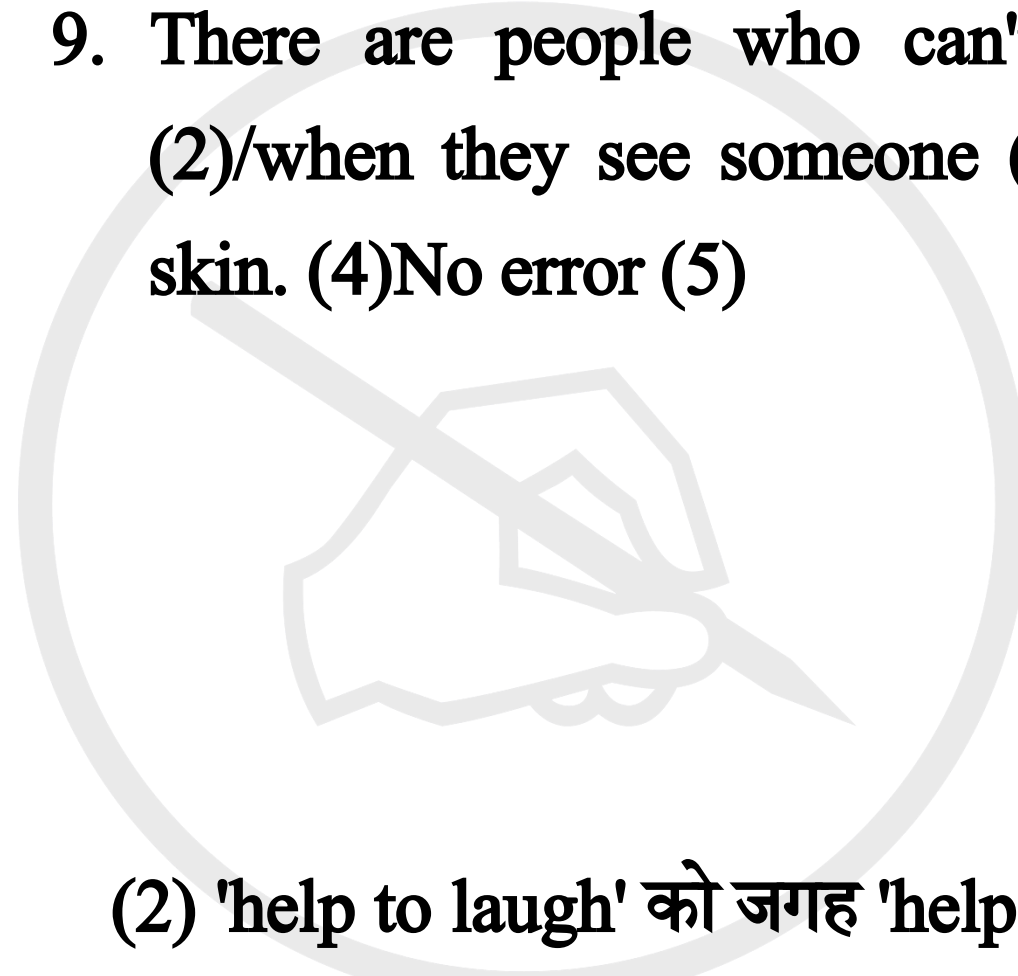 9. There are people who can'
(2)/when they see someone (
skin. (4)No error (5)
(2) 'help to laugh' को जगह 'help